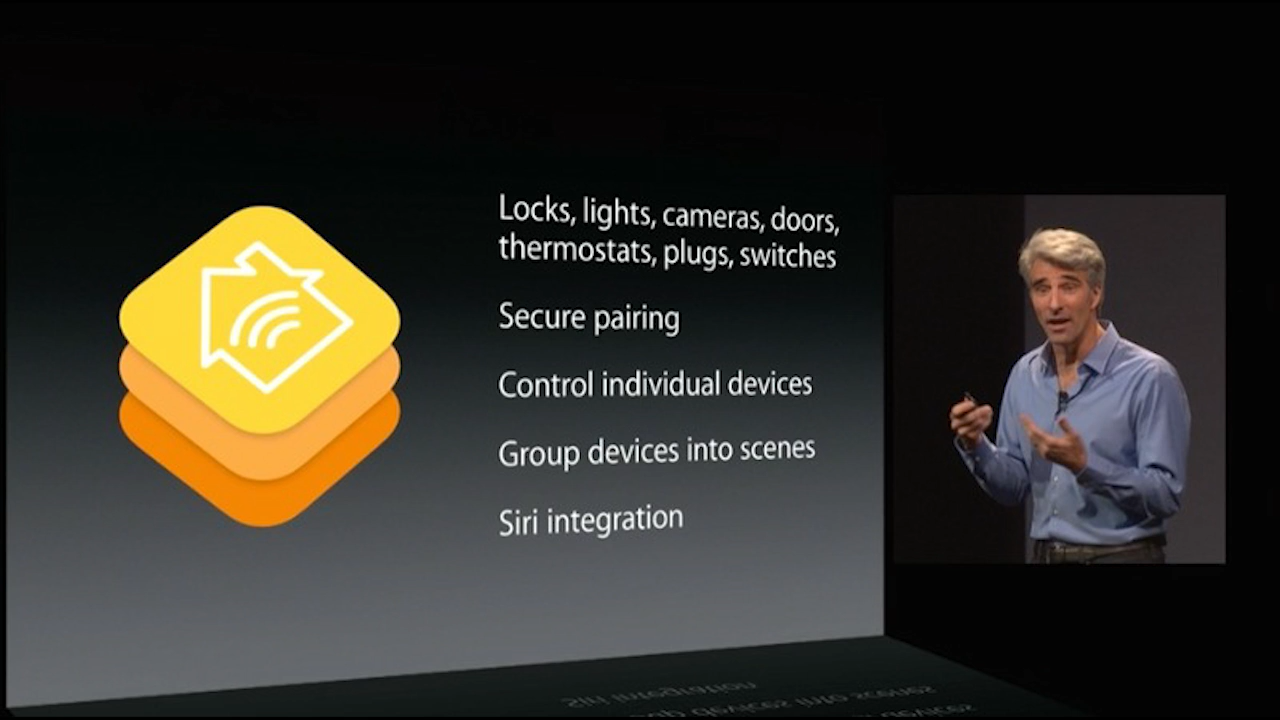 Locks, lights, cameras, doors,
thermostats, plugs, switches
Secure pairing
Control individual devices
Group devices into scenes
Siri integration